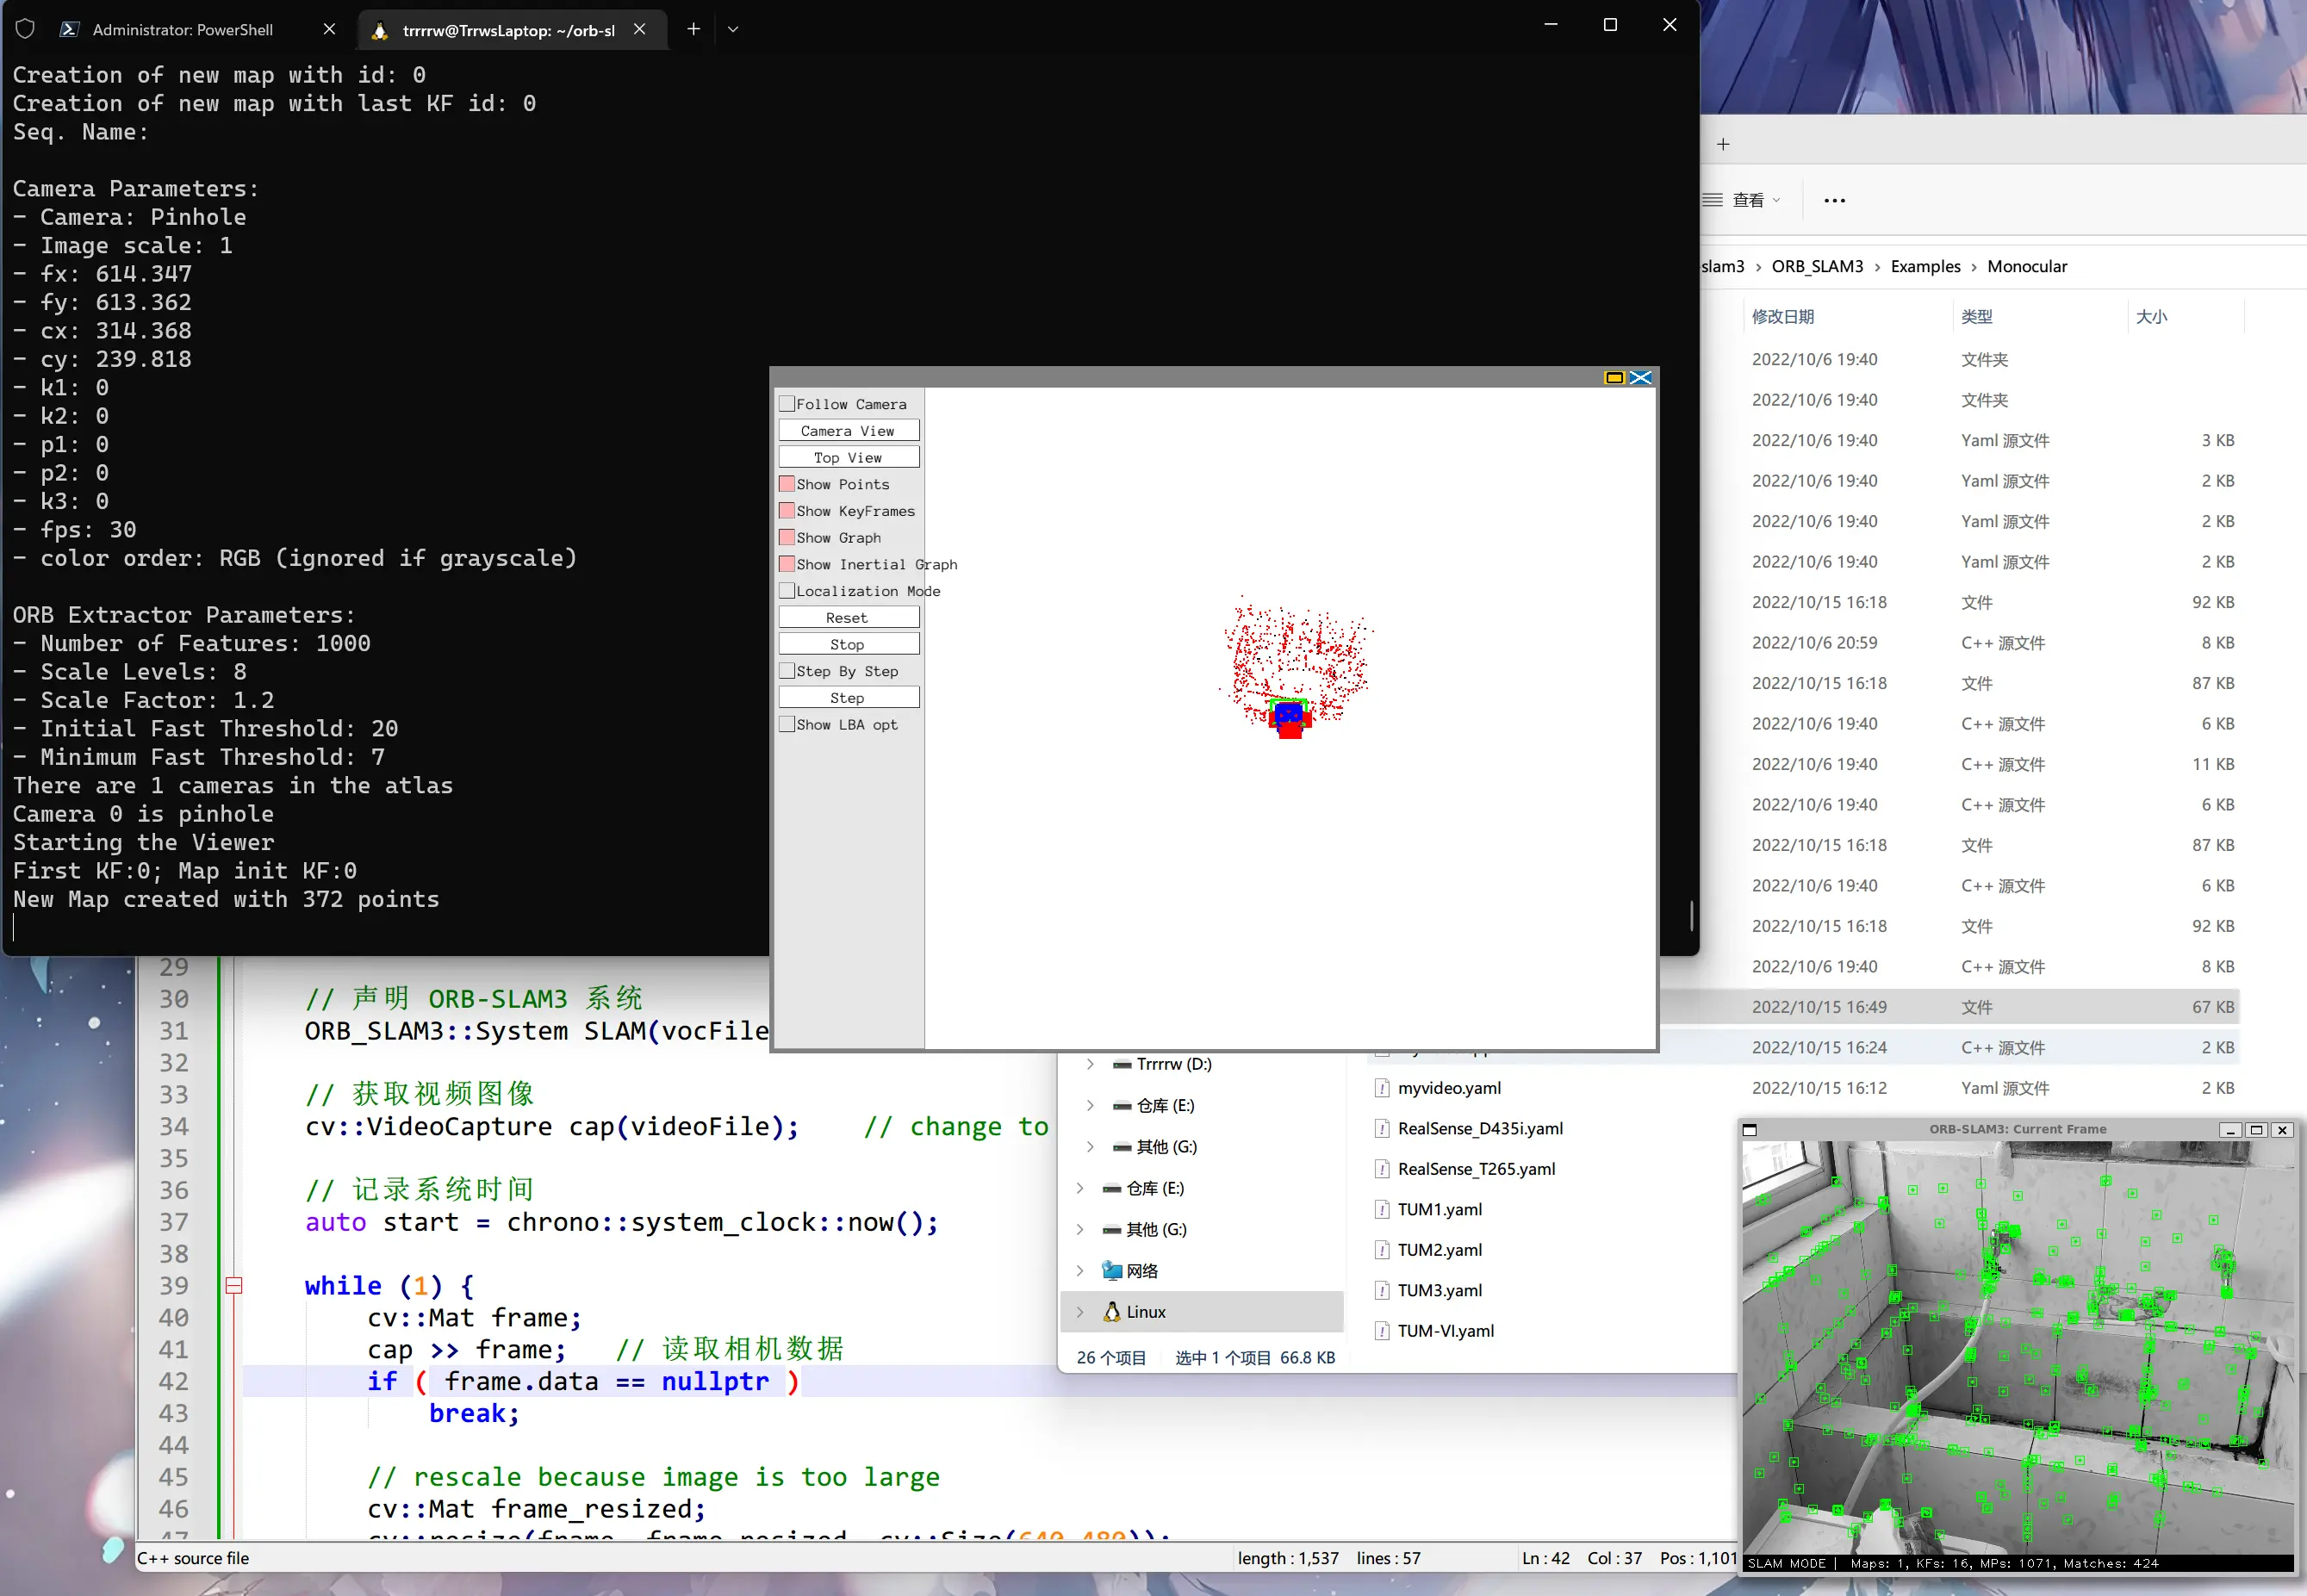 Administrator: PowerShell
trrrrw@TrrwsLaptop: ~/orb-sl
Creation of new map with id: 0
Creation of new map with last KF id: 0
Seq. Name:
Camera Parameters:
- Camera: Pinhole
- Image scale: 1
- fx: 614.347
- fy: 613.362
- cx: 314.368
- cy: 239.818
- k1: 0
- k2: 0
- p1: 0
- p2: 0
- k3: 0
- fps: 30
- color order: RGB (ignored if grayscale)
ORB Extractor Parameters:
- Number of Features: 1000
- Scale Levels: 8
- Scale Factor: 1.2
- Initial Fast Threshold: 20
- Minimum Fast Threshold: 7
There are 1 cameras in the atlas
Camera 0 is pinhole
Starting the Viewer
First KF:0; Map init KF:0
New Map created with 372 points
Follow Camera
Camera View
Top View
Show Points
Show KeyFrames
Show Graph
Show Inertial Graph
Localization Mode
Reset
Stop
Step By Step
Step
Show LBA opt
查看
slam3 > ORB_SLAM3 > Examples > Monocular
修改日期 类型 大小
2022/10/6 19:40 文件夹
2022/10/6 19:40 文件夹
2022/10/6 19:40 Yaml 源文件 3 KB
2022/10/6 19:40 Yaml 源文件 2 KB
2022/10/6 19:40 Yaml 源文件 2 KB
2022/10/6 19:40 Yaml 源文件 2 KB
2022/10/15 16:18 文件 92 KB
2022/10/6 20:59 C++ 源文件 8 KB
2022/10/15 16:18 文件 87 KB
2022/10/6 19:40 C++ 源文件 6 KB
2022/10/6 19:40 C++ 源文件 11 KB
2022/10/6 19:40 C++ 源文件 6 KB
2022/10/15 16:18 文件 87 KB
2022/10/6 19:40 C++ 源文件 6 KB
2022/10/15 16:18 文件 92 KB
2022/10/6 19:40 C++ 源文件 8 KB
2022/10/15 16:49 文件 67 KB
2022/10/15 16:24 C++ 源文件 2 KB
myvideo.yaml 2022/10/15 16:12 Yaml 源文件 2 KB
RealSense_D435i.yaml
RealSense_T265.yaml
TUM1.yaml
TUM2.yaml
TUM3.yaml
TUM-VI.yaml
Trrrrw (D:)
仓库 (E:)
其他 (G:)
仓库 (E:)
其他 (G:)
网络
Linux
26 个项目 选中 1 个项目 66.8 KB
29
30 // 声明 ORB-SLAM3 系统
31 ORB_SLAM3::System SLAM(vocFile
32
33 // 获取视频图像
34 cv::VideoCapture cap(videoFile); // change to
35
36 // 记录系统时间
37 auto start = chrono::system_clock::now();
38
39 while (1) {
40 cv::Mat frame;
41 cap >> frame; // 读取相机数据
42 if ( frame.data == nullptr )
43 break;
44
45 // rescale because image is too large
46 cv::Mat frame_resized;
47 cv::resize(frame, frame_resized, cv::Size(640,480));
C++ source file length : 1,537 lines : 57 Ln : 42 Col : 37 Pos : 1,101
ORB-SLAM3: Current Frame
SLAM MODE | Maps: 1, KFs: 16, MPs: 1071, Matches: 424